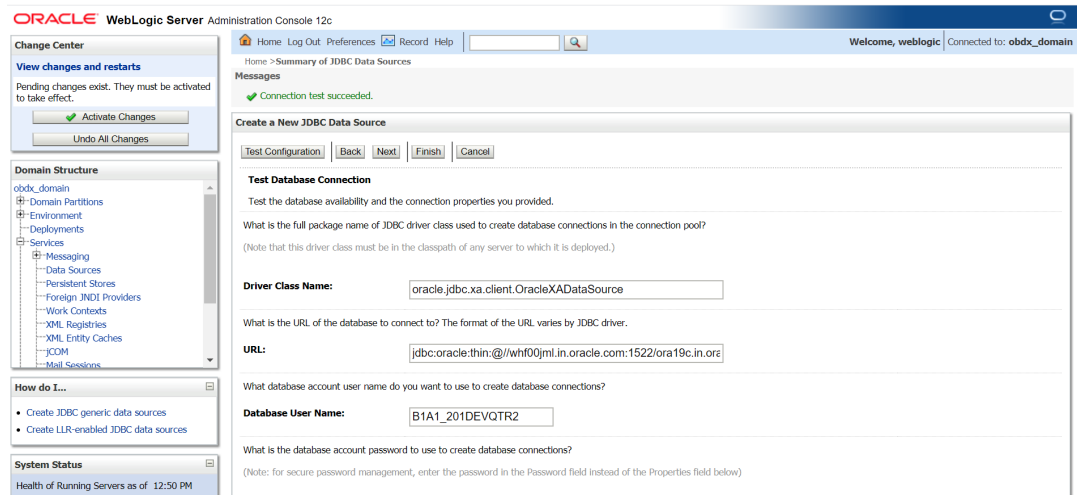 ORACLE WebLogic Server Administration Console 12c
Change Center
View changes and restarts
Pending changes exist. They must be activated
to take effect.
Activate Changes
Undo All Changes
Domain Structure
obdx_domain
Domain Partitions
Environment
Deployments
Services
Messaging
Data Sources
Persistent Stores
Foreign JNDI Providers
Work Contexts
XML Registries
XML Entity Caches
jCOM
Mail Sessions
How do I...
• Create JDBC generic data sources
• Create LLR-enabled JDBC data sources
System Status
Health of Running Servers as of 12:50 PM
Home Log Out Preferences Record Help
Welcome, weblogic Connected to: obdx_domain
Home >Summary of JDBC Data Sources
Messages
Connection test succeeded.
Create a New JDBC Data Source
Test Configuration Back Next Finish Cancel
Test Database Connection
Test the database availability and the connection properties you provided.
What is the full package name of JDBC driver class used to create database connections in the connection pool?
(Note that this driver class must be in the classpath of any server to which it is deployed.)
Driver Class Name: oracle.jdbc.xa.client.OracleXADataSource
What is the URL of the database to connect to? The format of the URL varies by JDBC driver.
URL: jdbc:oracle:thin:@//whf00jml.in.oracle.com:1522/ora19c.in.ora
What database account user name do you want to use to create database connections?
Database User Name: B1A1_201DEVQTR2
What is the database account password to use to create database connections?
(Note: for secure password management, enter the password in the Password field instead of the Properties field below)